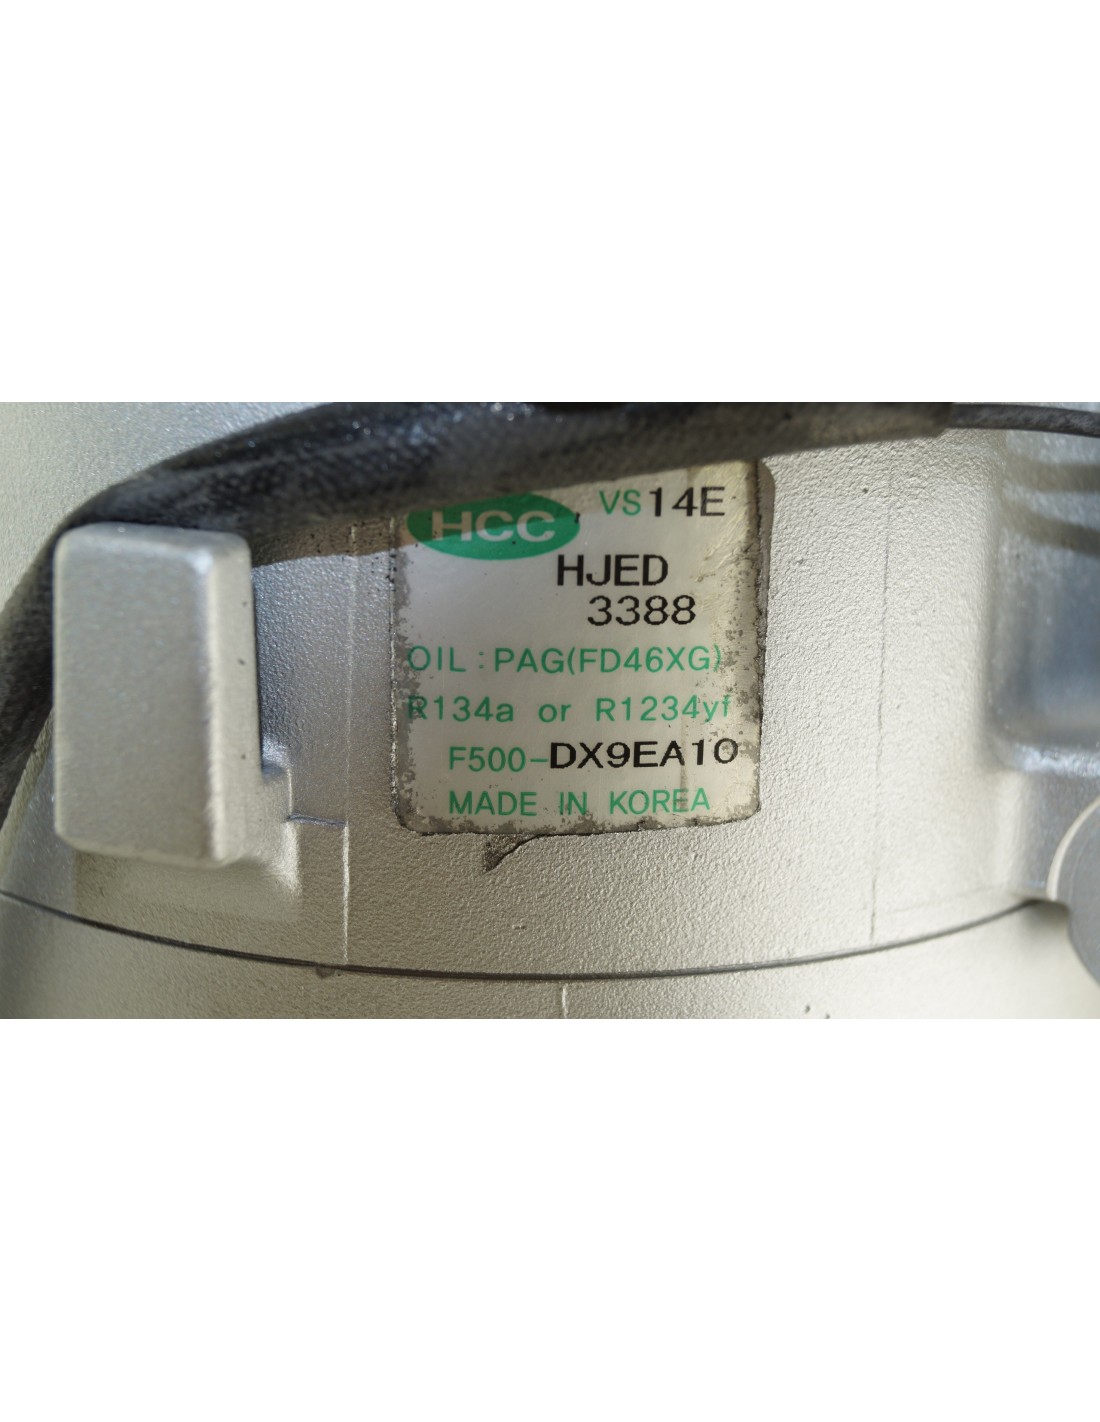 HCC VS14E
HJED
3388
OIL : PAG(FD46XG)
R134a or R1234yf
F500-DX9EA10
MADE IN KOREA